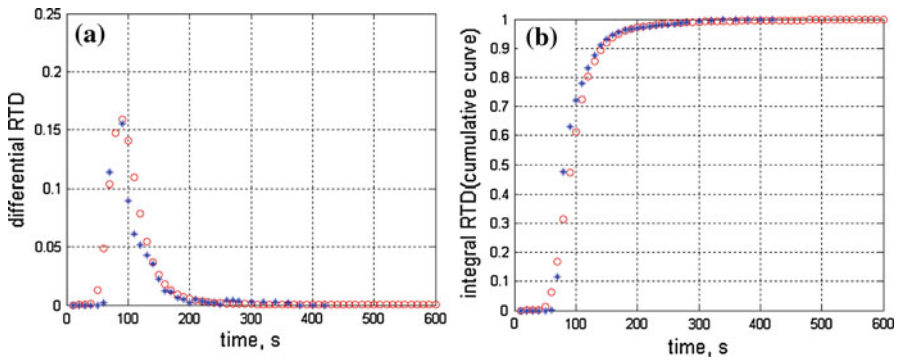 (a)
differential RTD
0.25
0.2
0.15
0.1
0.05
0
0 100 200 300 400 500 600
time, s
(b)
integral RTD(cumulative curve)
1
0.9
0.8
0.7
0.6
0.5
0.4
0.3
0.2
0.1
0
0 100 200 300 400 500 600
time, s